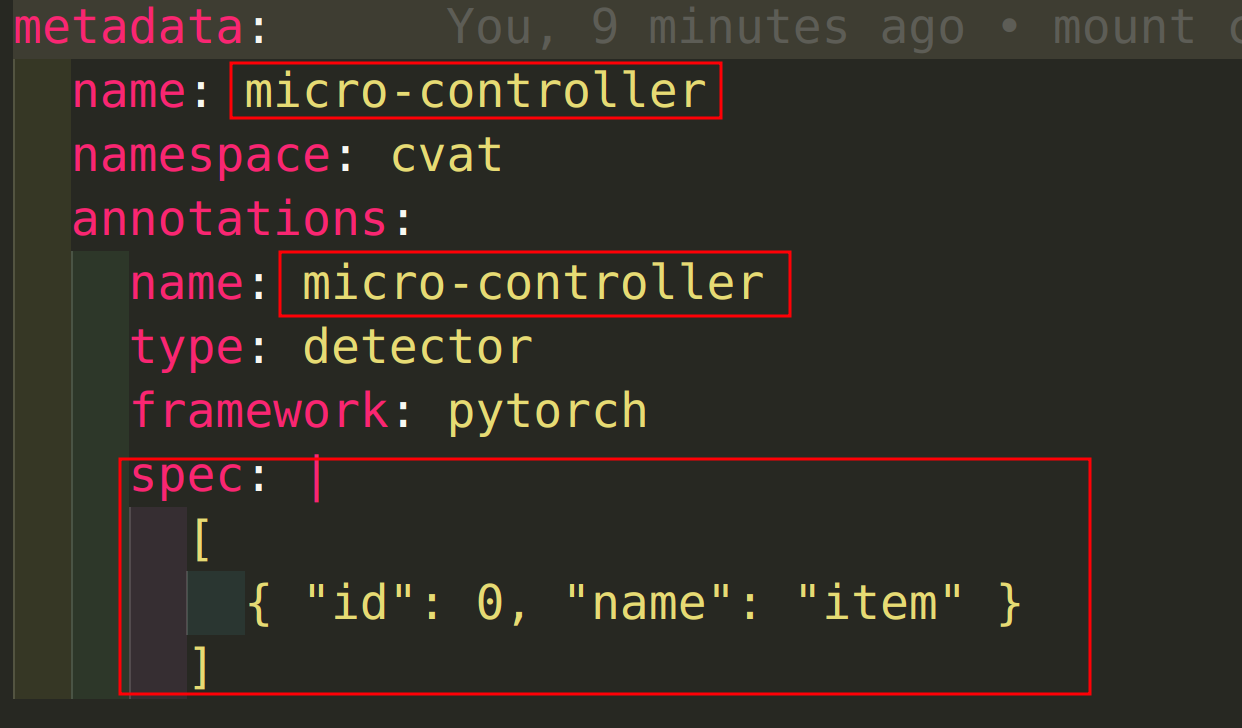 metadata: You, 9 minutes ago • mount
name: micro-controller
namespace: cvat
annotations:
name: micro-controller
type: detector
framework: pytorch
spec: |
[
{ "id": 0, "name": "item" }
]